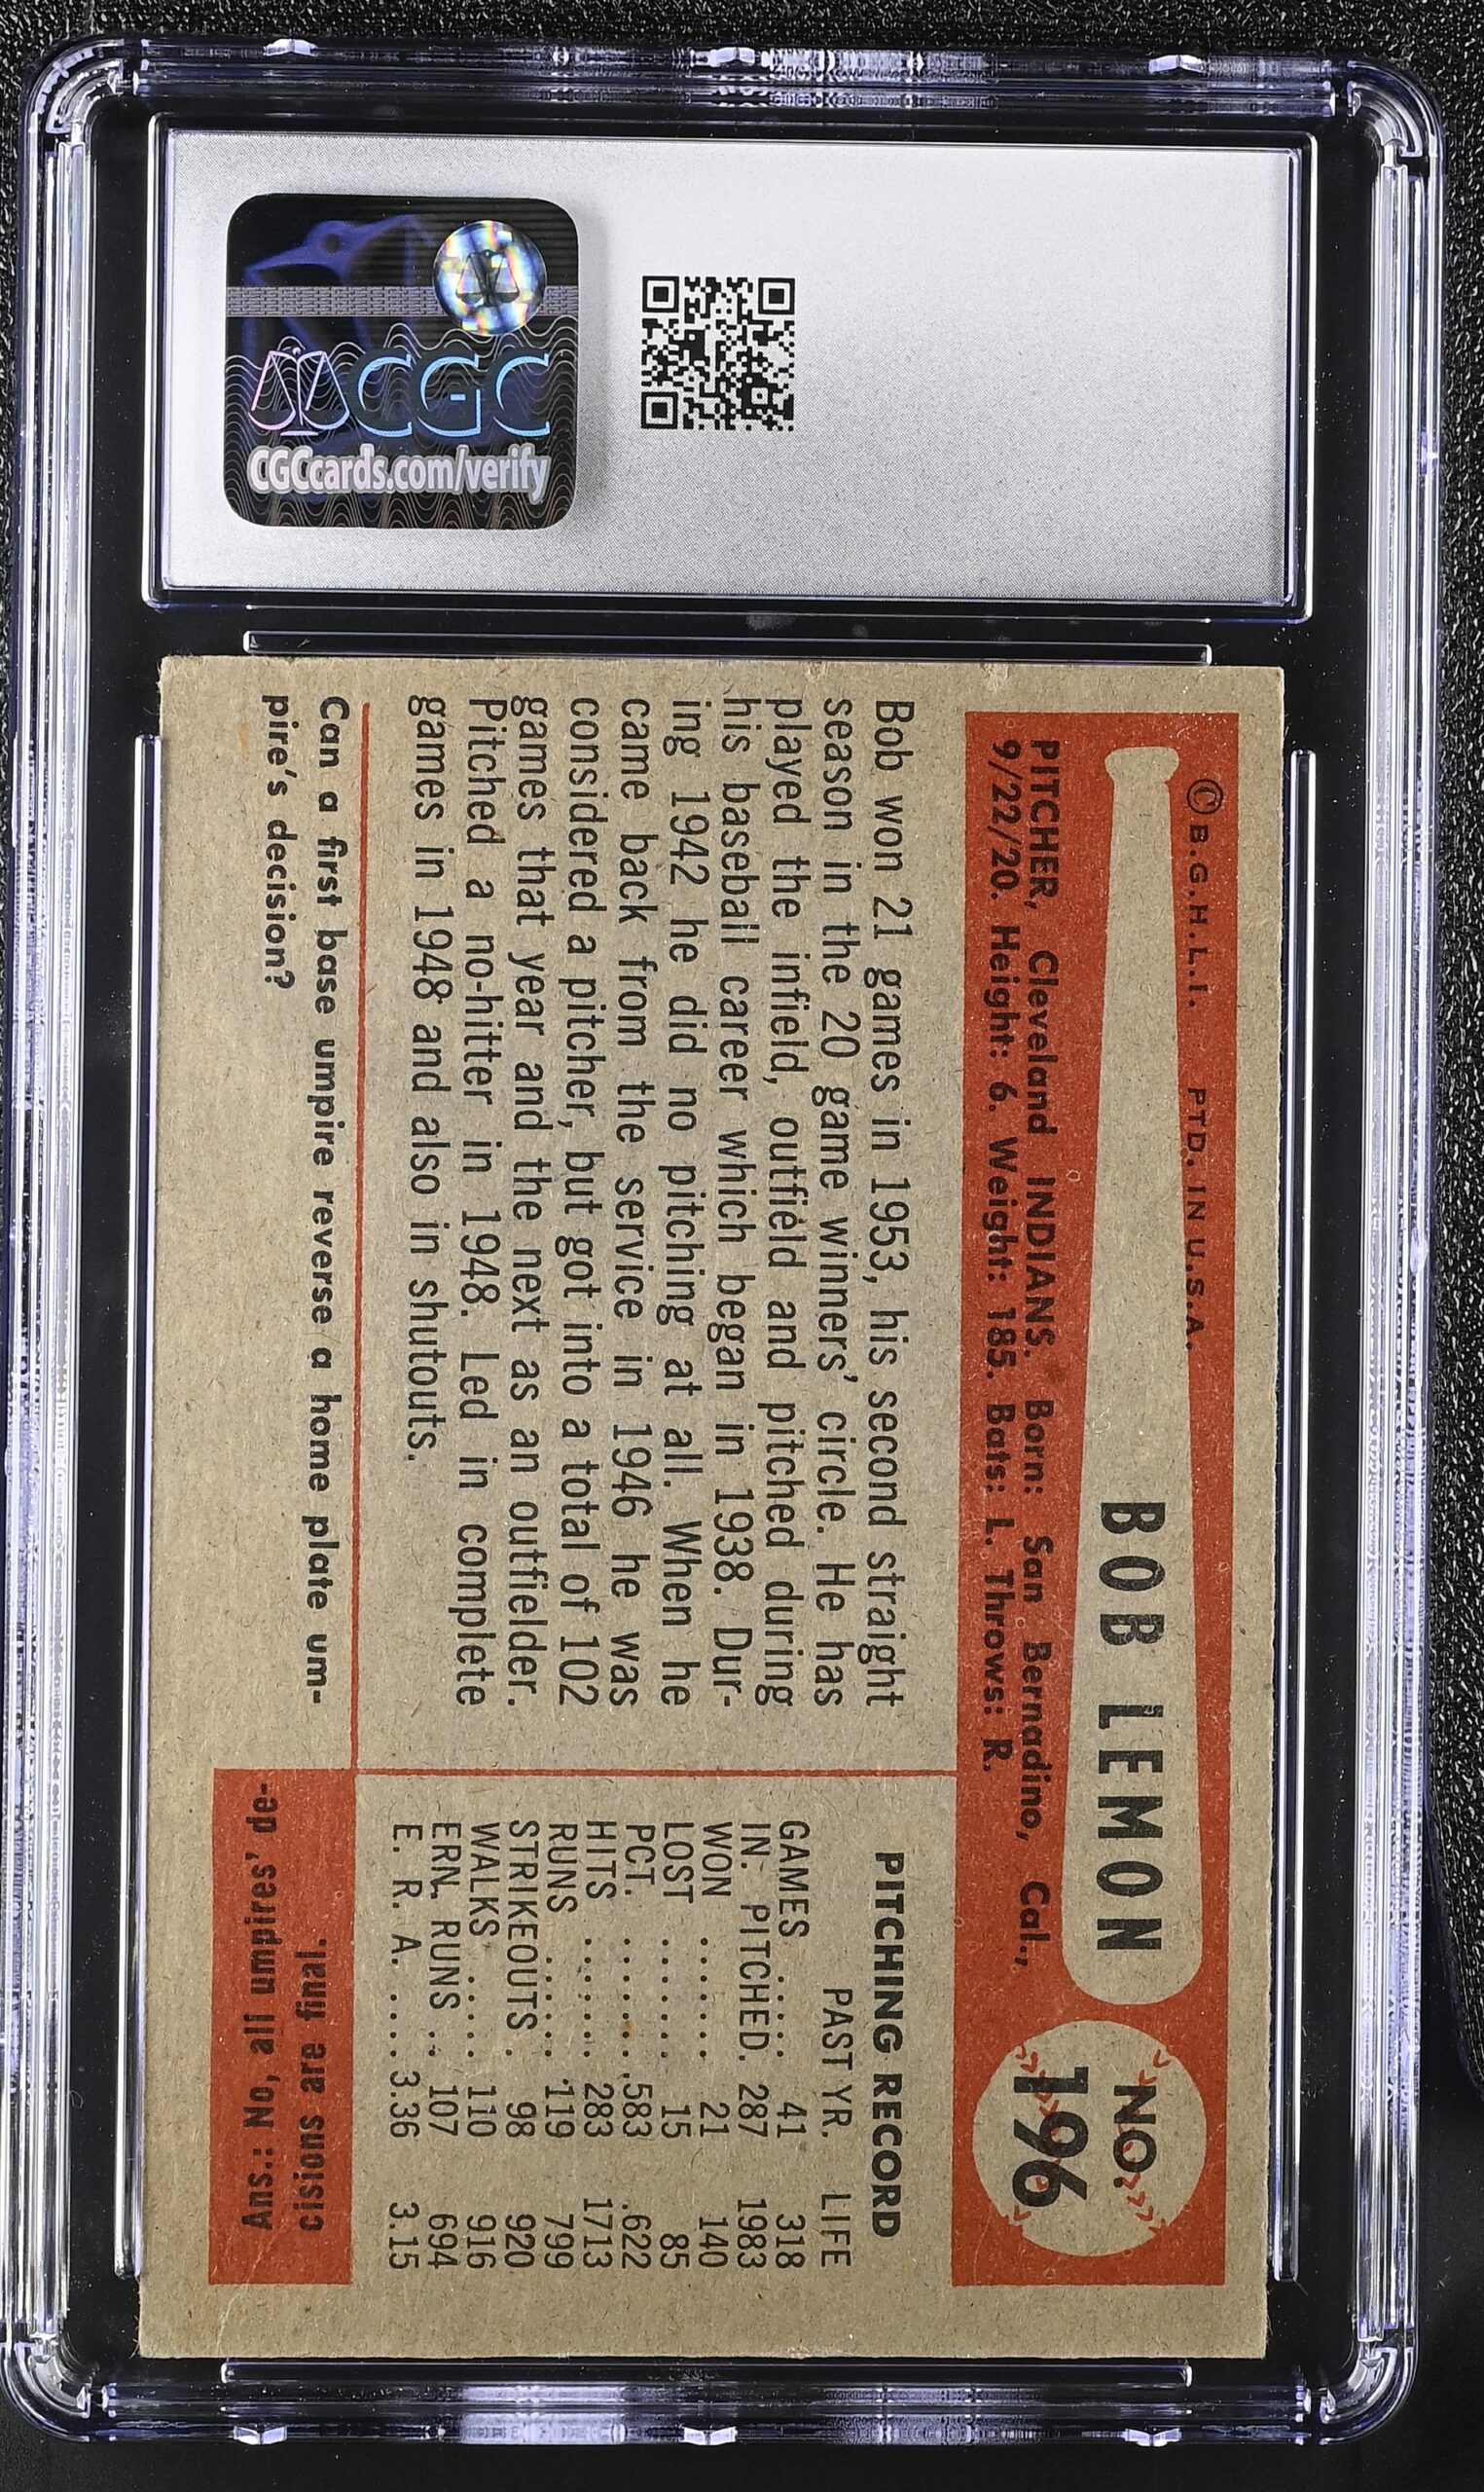 CGC
CGCcards.com/verify
© B.G.H.L.I. PTD. IN U.S.A.
BOB LEMON
NO.
196
PITCHER, Cleveland INDIANS. Born: San Bernadino, Cal.,
9/22/20. Height: 6. Weight: 185. Bats: L. Throws: R.
Bob won 21 games in 1953, his second straight
season in the 20 game winners' circle. He has
played the infield, outfield and pitched during
his baseball career which began in 1938. Dur-
ing 1942 he did no pitching at all. When he
came back from the service in 1946 he was
considered a pitcher, but got into a total of 102
games that year and the next as an outfielder.
Pitched a no-hitter in 1948. Led in complete
games in 1948 and also in shutouts.
PITCHING RECORD
PAST YR. LIFE
GAMES ..... 41 318
IN. PITCHED. 287 1983
WON ....... 21 140
LOST ....... 15 85
PCT. ....... .583 .622
HITS ....... 283 1713
RUNS ...... 119 799
STRIKEOUTS . 98 920
WALKS ..... 110 916
ERN. RUNS .. 107 694
E. R. A. .... 3.36 3.15
Can a first base umpire reverse a home plate um-
pire's decision?
Ans.: No, all umpires' de-
cisions are final.